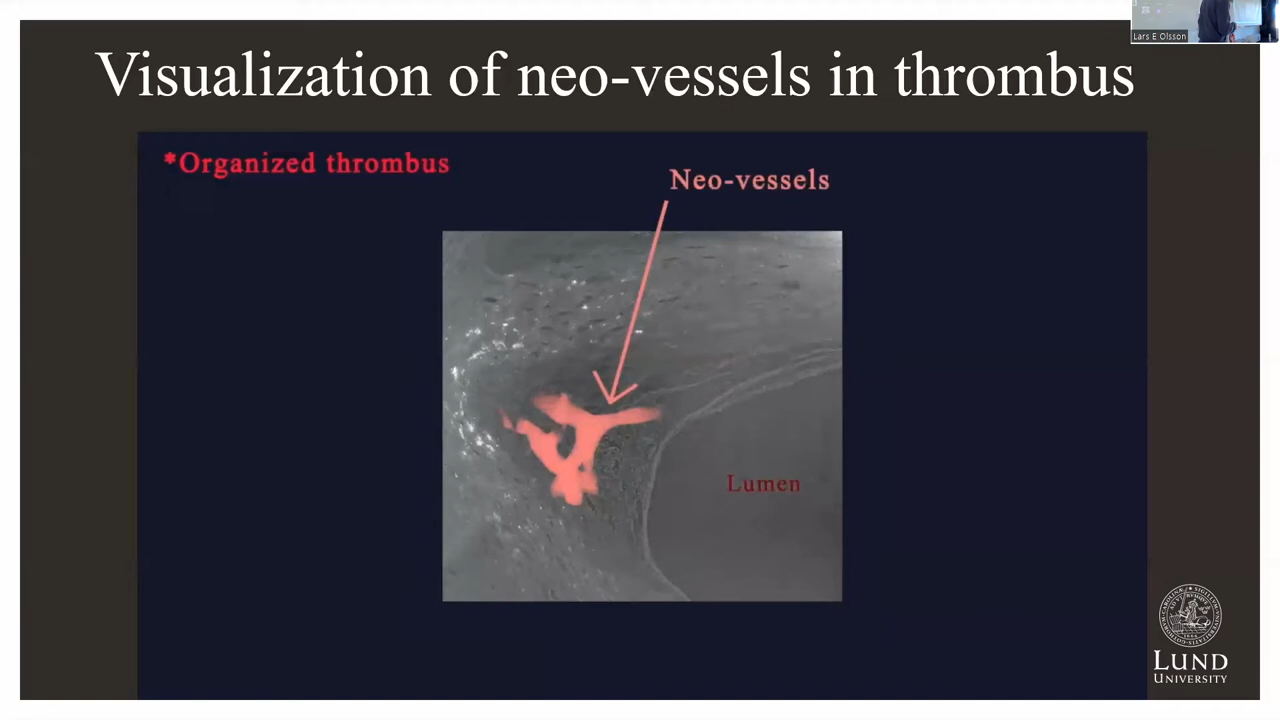 Lars E Olsson
Visualization of neo-vessels in thrombus
*Organized thrombus
Neo-vessels
Lumen
LUND
UNIVERSITY